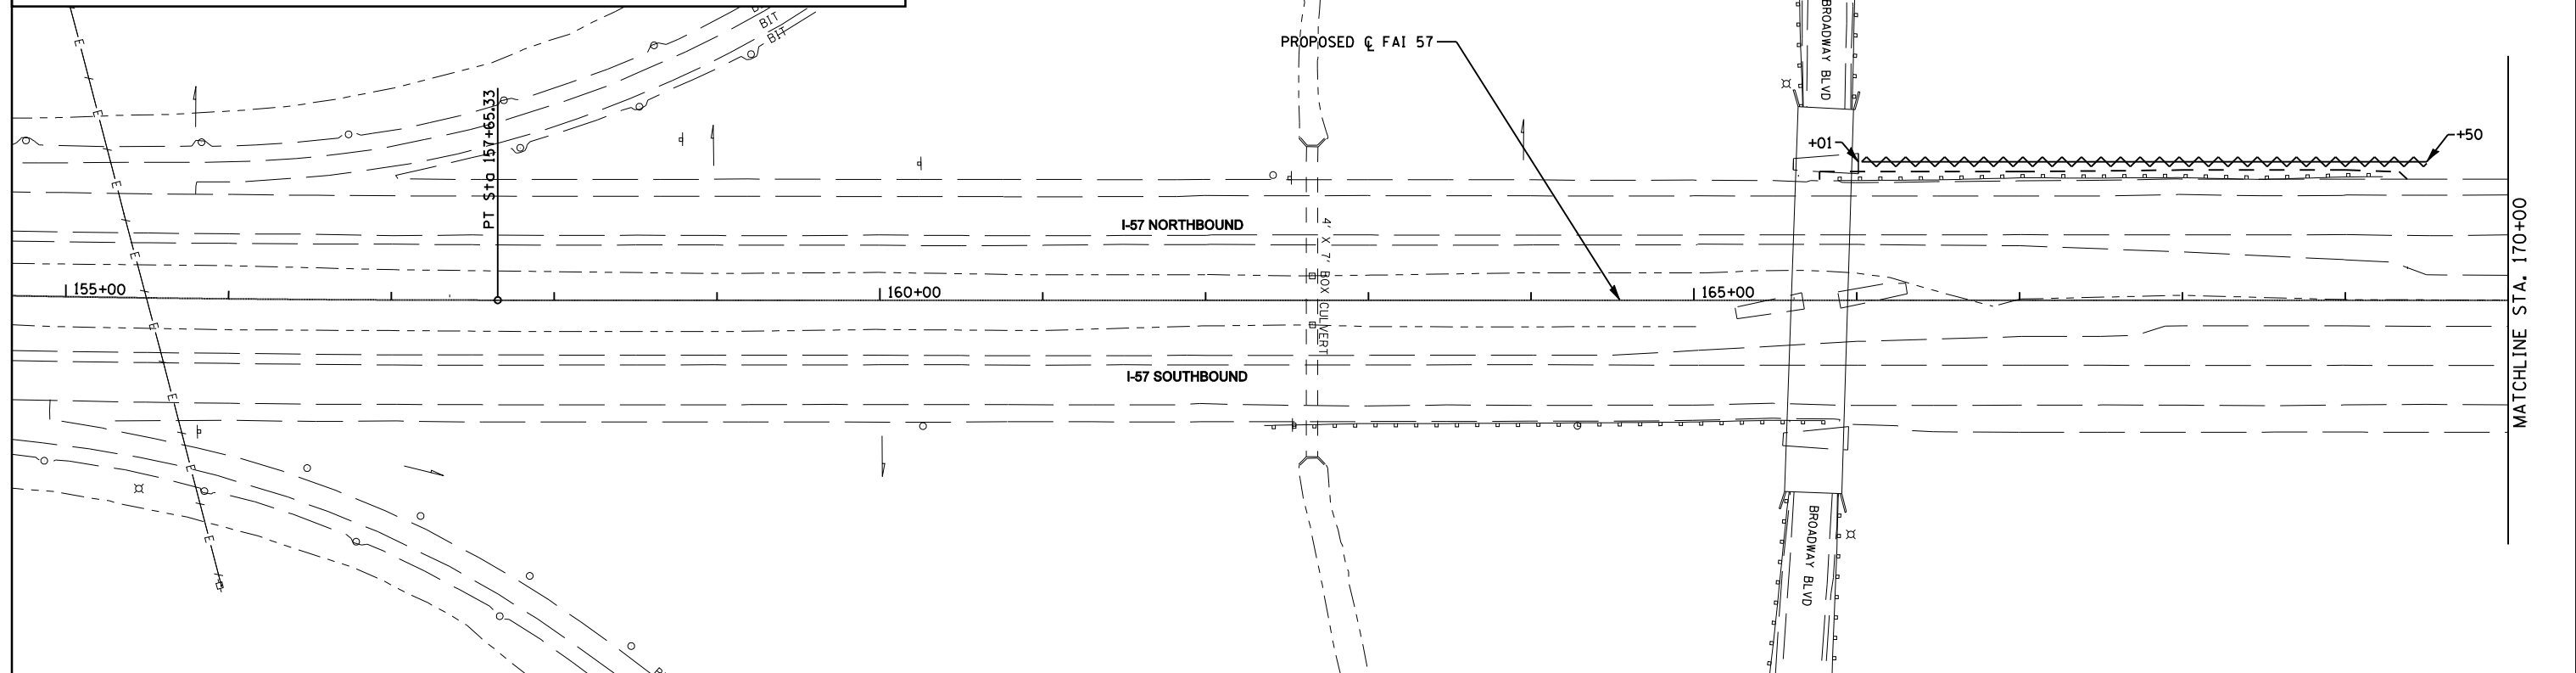 BIT
BIT
PT Sta 157+65.33
PROPOSED ℄ FAI 57
BROADWAY BLVD
+01
+50
I-57 NORTHBOUND
4' X 7' BOX CULVERT
155+00
160+00
165+00
MATCHLINE STA. 170+00
I-57 SOUTHBOUND
BROADWAY BLVD
E
E
E
E
E
E
E
E